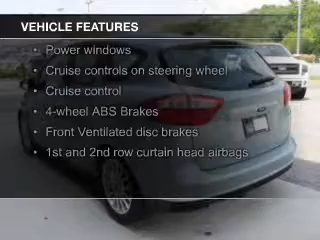 VEHICLE FEATURES
• Power windows
• Cruise controls on steering wheel
• Cruise control
• 4-wheel ABS Brakes
• Front Ventilated disc brakes
• 1st and 2nd row curtain head airbags